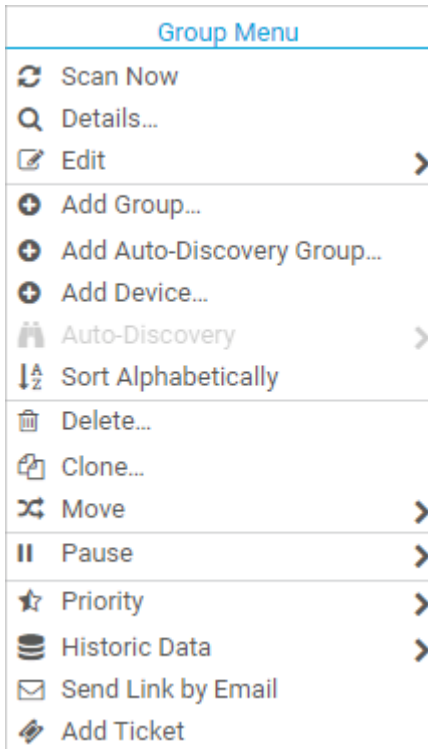 Group Menu
Scan Now
Details...
Edit
Add Group...
Add Auto-Discovery Group...
Add Device...
Auto-Discovery
Sort Alphabetically
Delete...
Clone...
Move
Pause
Priority
Historic Data
Send Link by Email
Add Ticket